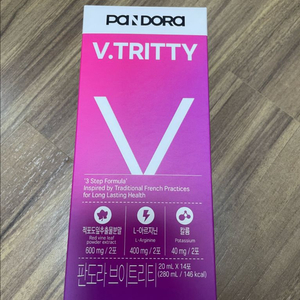 PANDORA
V.TRITTY
V
'3 Step Formula'
Inspired by Traditional French Practices
for Long Lasting Health
적포도잎추출물분말
Red vine leaf
powder extract
600 mg / 2포
L-아르지닌
L-Arginine
400 mg / 2포
칼륨
Potassium
40 mg / 2포
판도라 브이트리티
20 mL X 14포
(280 mL / 146 kcal)